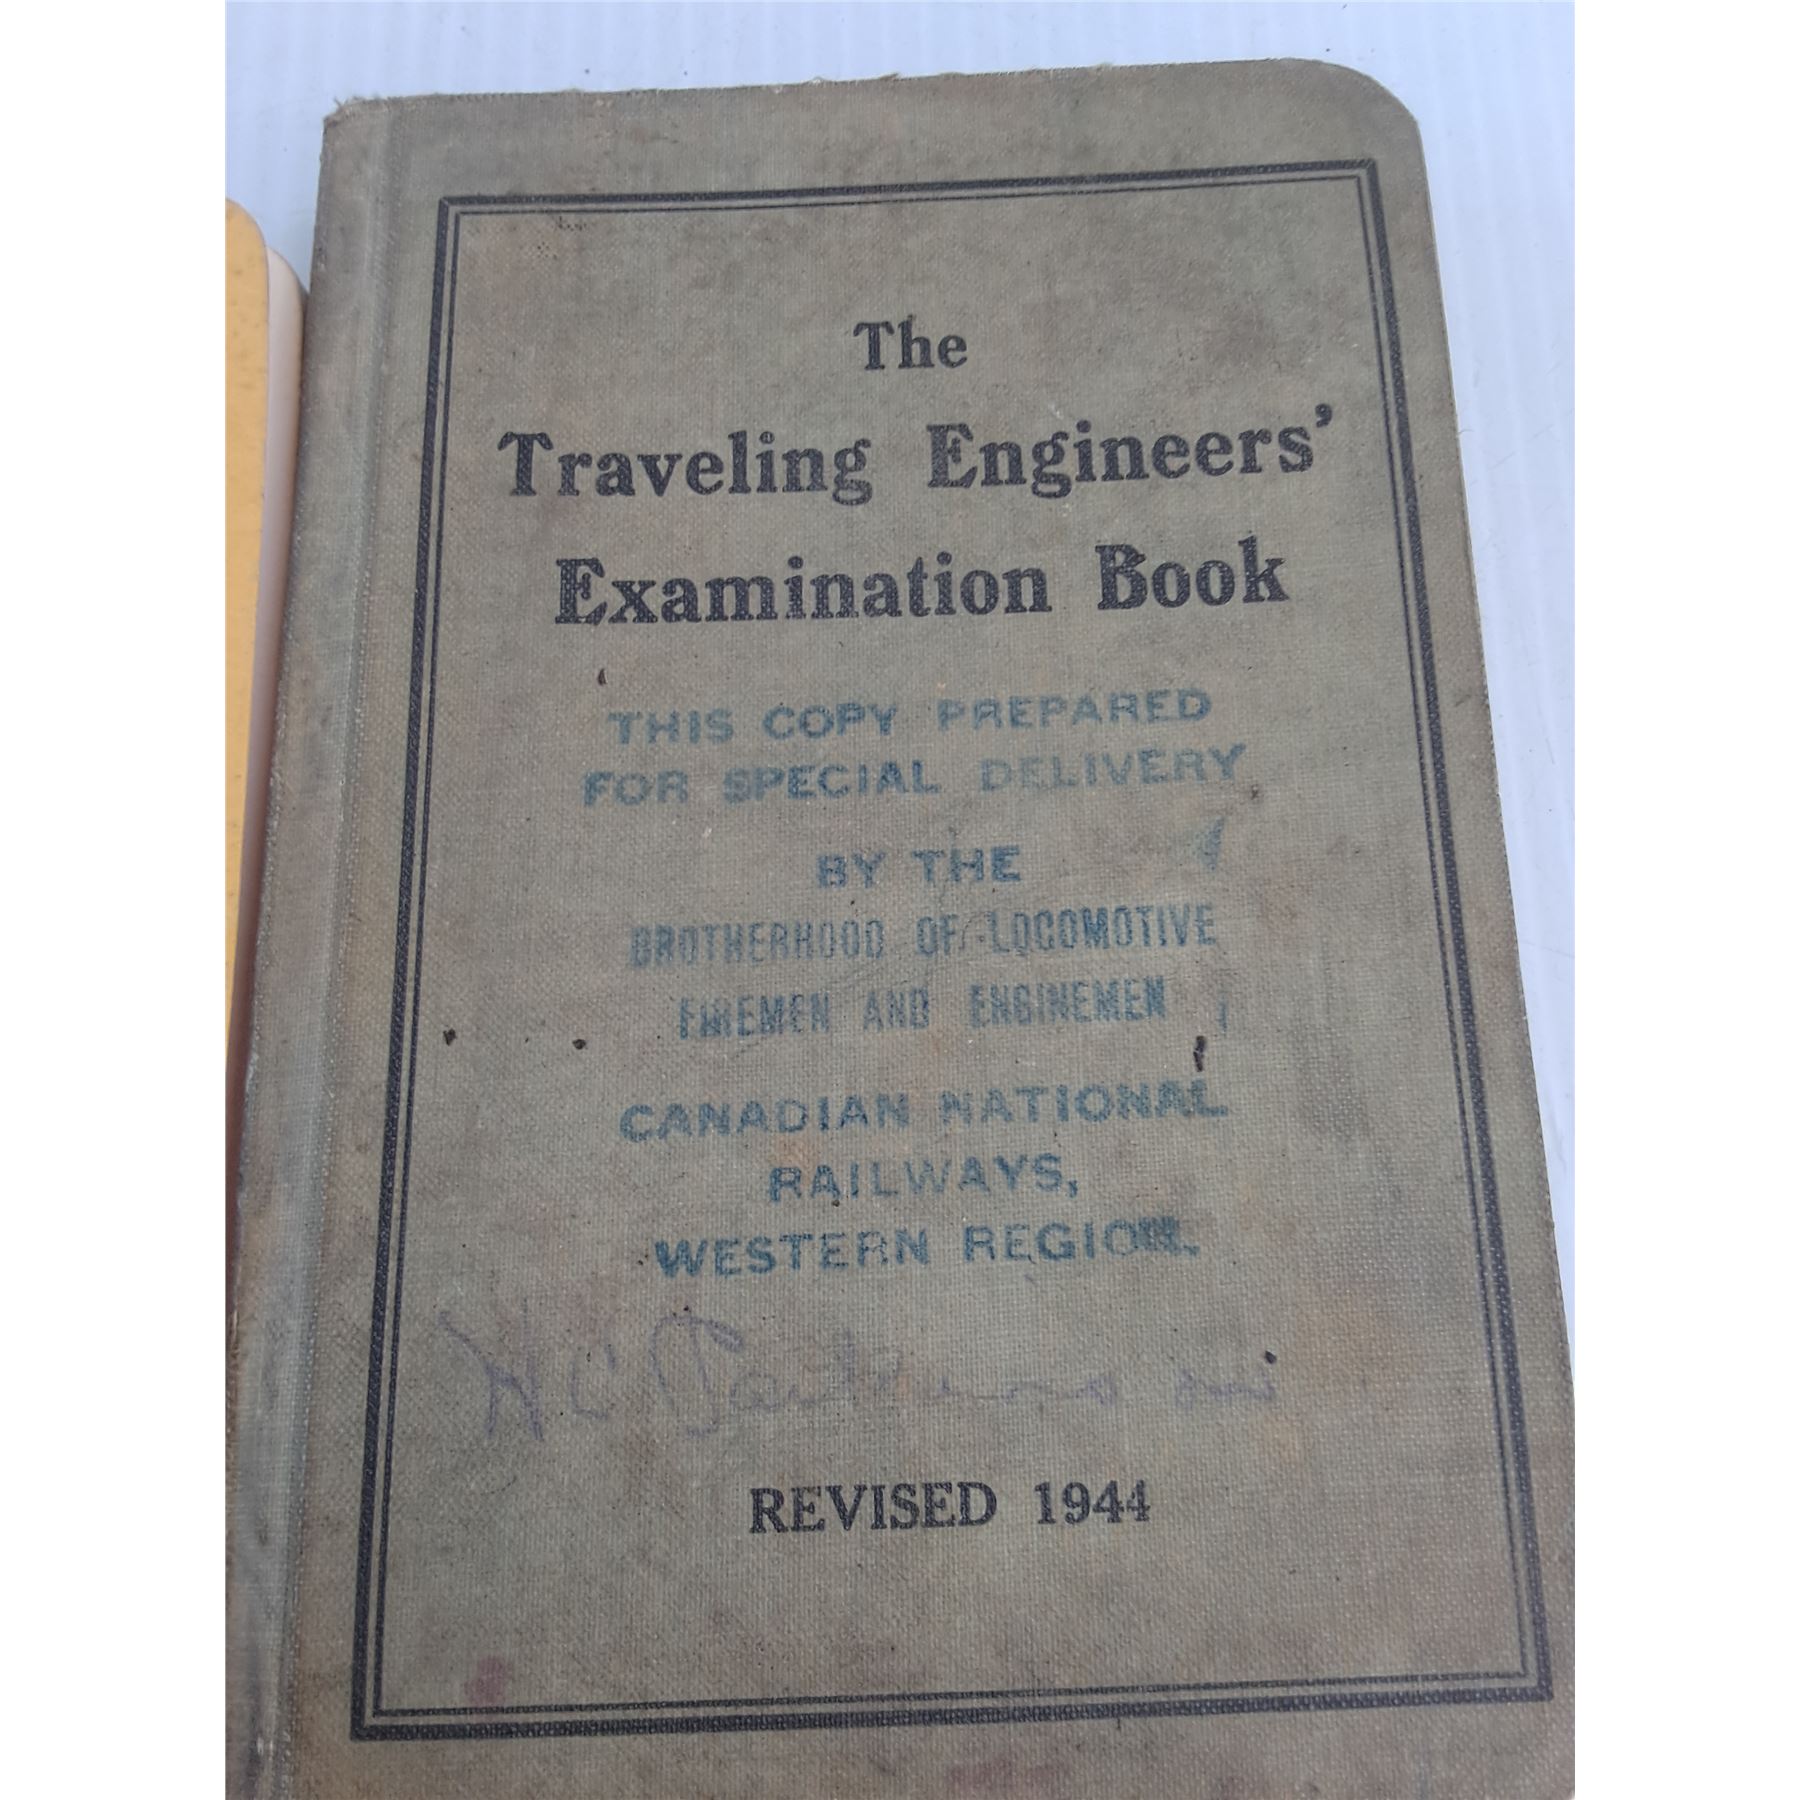 The
Traveling Engineers'
Examination Book
THIS COPY PREPARED
FOR SPECIAL DELIVERY
BY THE
BROTHERHOOD OF LOCOMOTIVE
FIREMEN AND ENGINEMEN
CANADIAN NATIONAL
RAILWAYS,
WESTERN REGION.
H C
REVISED 1944